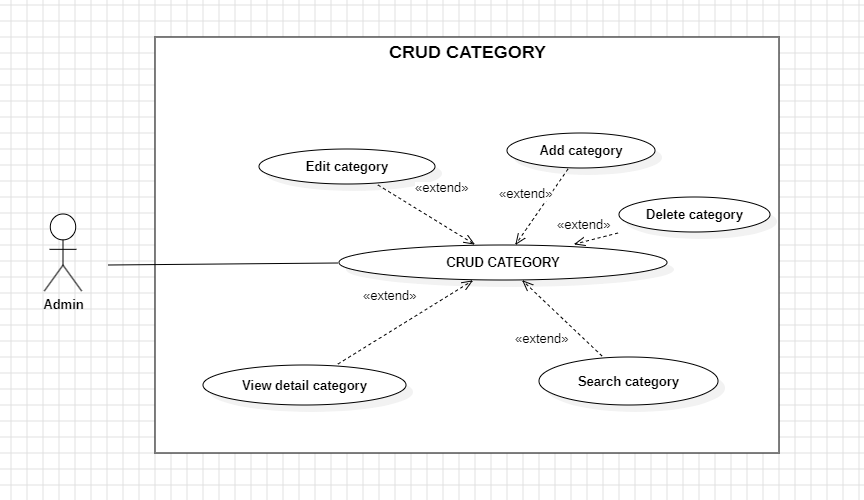 CRUD CATEGORY
Add category
Edit category
«extend»
«extend»
Delete category
«extend»
CRUD CATEGORY
Admin
«extend»
«extend»
View detail category
Search category